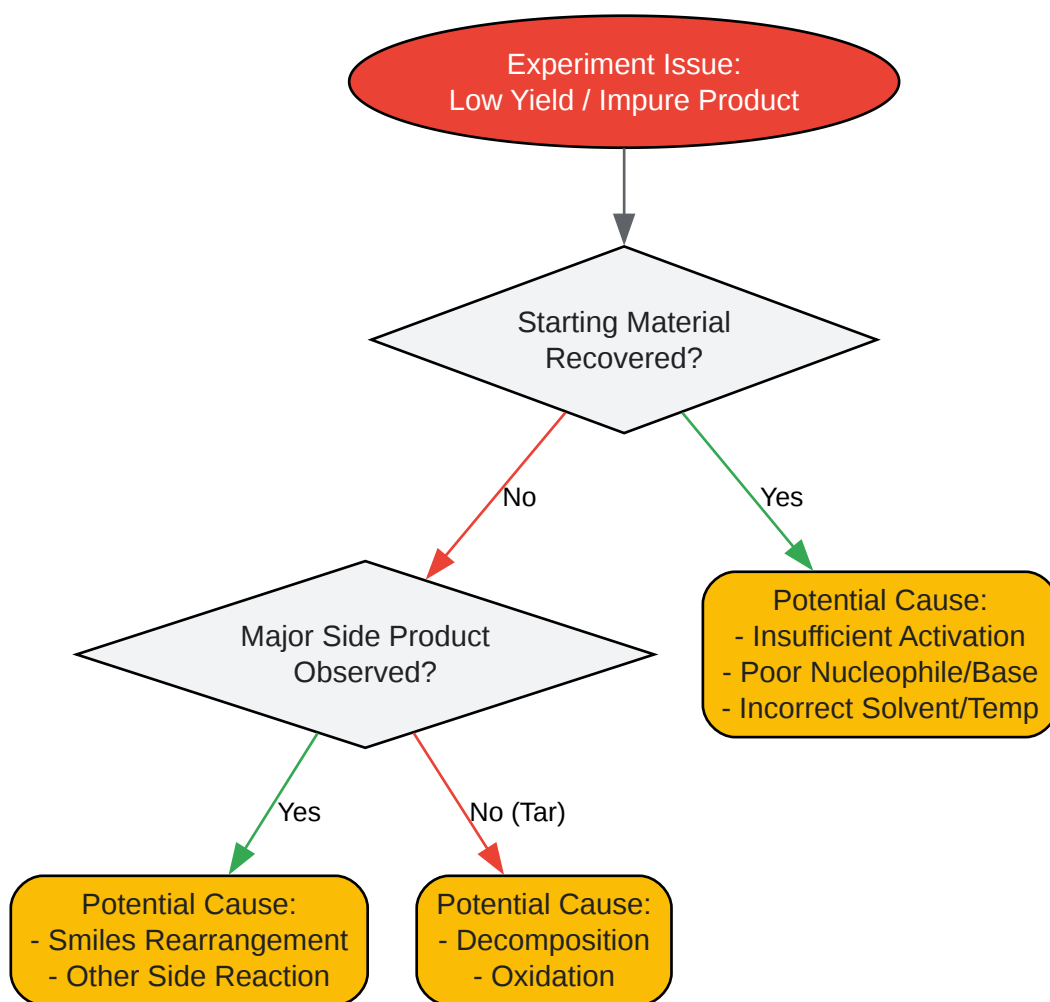 Experiment Issue:
Low Yield / Impure Product
Starting Material
Recovered?
No
Yes
Major Side Product
Observed?
Potential Cause:
- Insufficient Activation
- Poor Nucleophile/Base
- Incorrect Solvent/Temp
Yes
No (Tar)
Potential Cause:
- Smiles Rearrangement
- Other Side Reaction
Potential Cause:
- Decomposition
- Oxidation